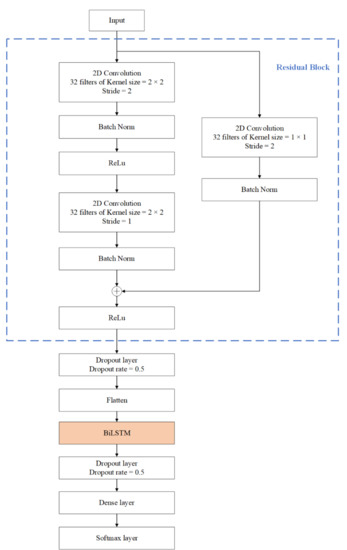 Input
Residual Block
2D Convolution
32 filters of Kernel size = 2 × 2
Stride = 2
Batch Norm
ReLu
2D Convolution
32 filters of Kernel size = 2 × 2
Stride = 1
Batch Norm
2D Convolution
32 filters of Kernel size = 1 × 1
Stride = 2
Batch Norm
ReLu
Dropout layer
Dropout rate = 0.5
Flatten
BiLSTM
Dropout layer
Dropout rate = 0.5
Dense layer
Softmax layer